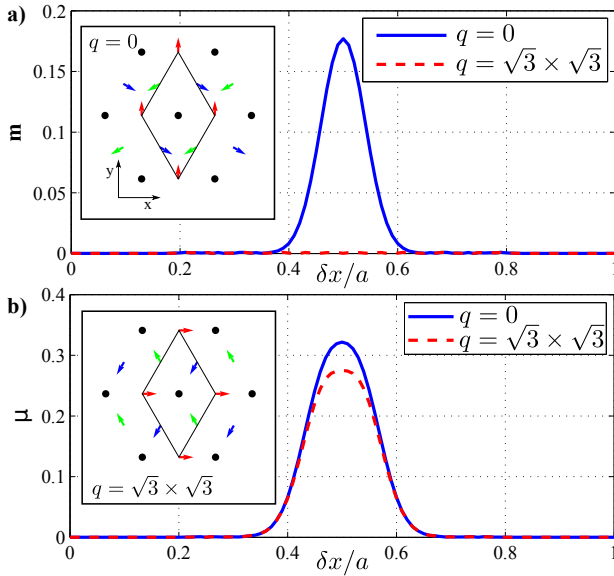 a)
0.2
0.15
0.1
0.05
0
m
q = 0
y
x
q = 0
q = √3 × √3
0 0.2 0.4 0.6 0.8 1
δx/a
b)
0.4
0.3
0.2
0.1
0
μ
q = √3 × √3
q = 0
q = √3 × √3
0 0.2 0.4 0.6 0.8 1
δx/a